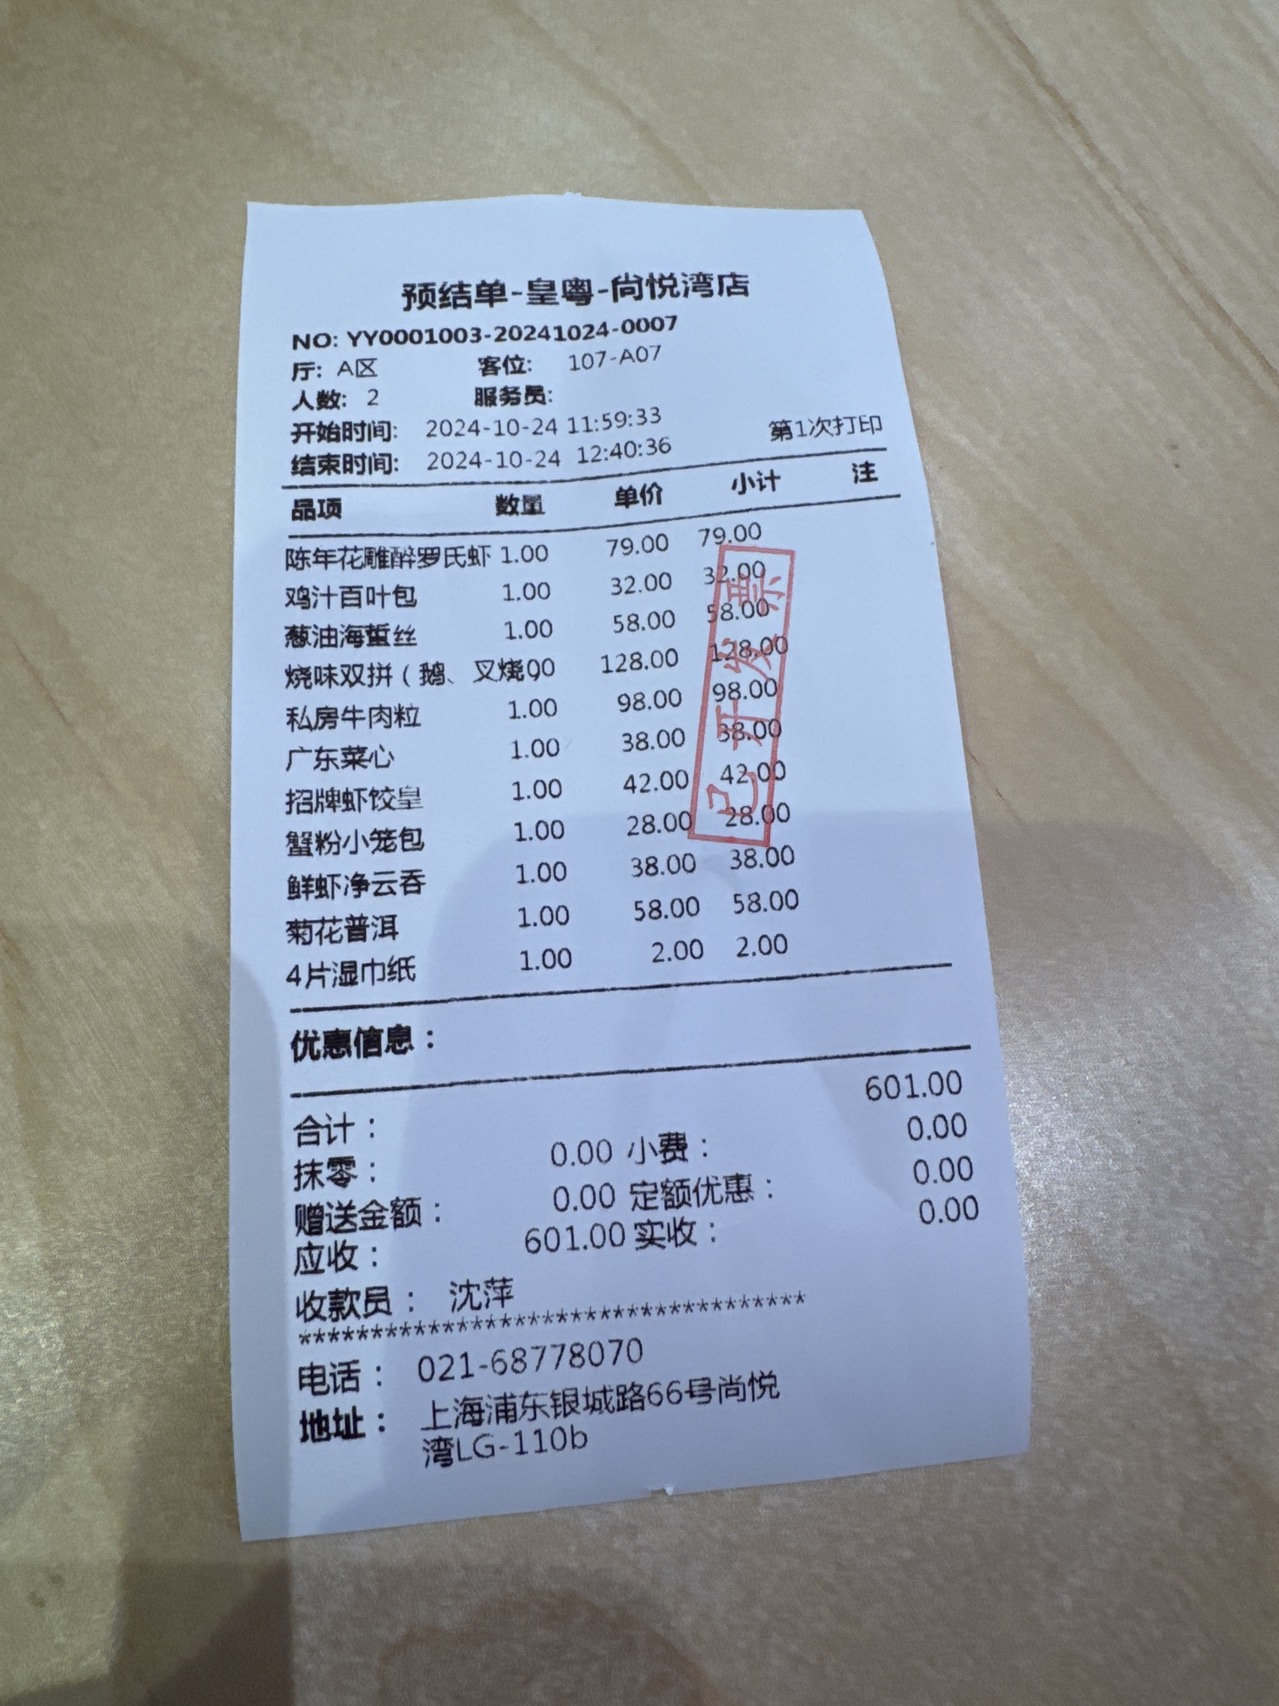 预结单-皇粤-尚悦湾店
NO: YY0001003-20241024-0007
厅: A区 客位: 107-A07
人数: 2 服务员:
开始时间: 2024-10-24 11:59:33
结束时间: 2024-10-24 12:40:36 第1次打印
品项 数量 单价 小计 注
陈年花雕醉罗氏虾 1.00 79.00 79.00
鸡汁百叶包 1.00 32.00 32.00
葱油海蜇丝 1.00 58.00 58.00
烧味双拼（鹅、叉烧00 128.00 128.00
私房牛肉粒 1.00 98.00 98.00
广东菜心 1.00 38.00 38.00
招牌虾饺皇 1.00 42.00 42.00
蟹粉小笼包 1.00 28.00 28.00
鲜虾净云吞 1.00 38.00 38.00
菊花普洱 1.00 58.00 58.00
4片湿巾纸 1.00 2.00 2.00
已开发票
优惠信息：
合计： 601.00
抹零： 0.00 小费： 0.00
赠送金额： 0.00 定额优惠： 0.00
应收： 601.00 实收： 0.00
收款员： 沈萍
***********************************
电话： 021-68778070
地址： 上海浦东银城路66号尚悦
湾LG-110b